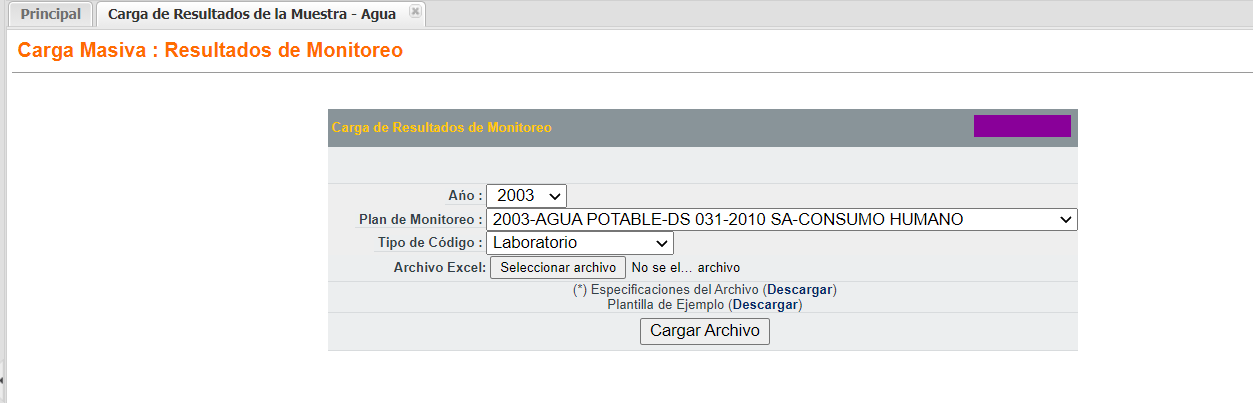 Principal
Carga de Resultados de la Muestra - Agua
Carga Masiva : Resultados de Monitoreo
Carga de Resultados de Monitoreo
Ańo : 2003
Plan de Monitoreo : 2003-AGUA POTABLE-DS 031-2010 SA-CONSUMO HUMANO
Tipo de Código : Laboratorio
Archivo Excel: Seleccionar archivo No se el... archivo
(*) Especificaciones del Archivo (Descargar)
Plantilla de Ejemplo (Descargar)
Cargar Archivo